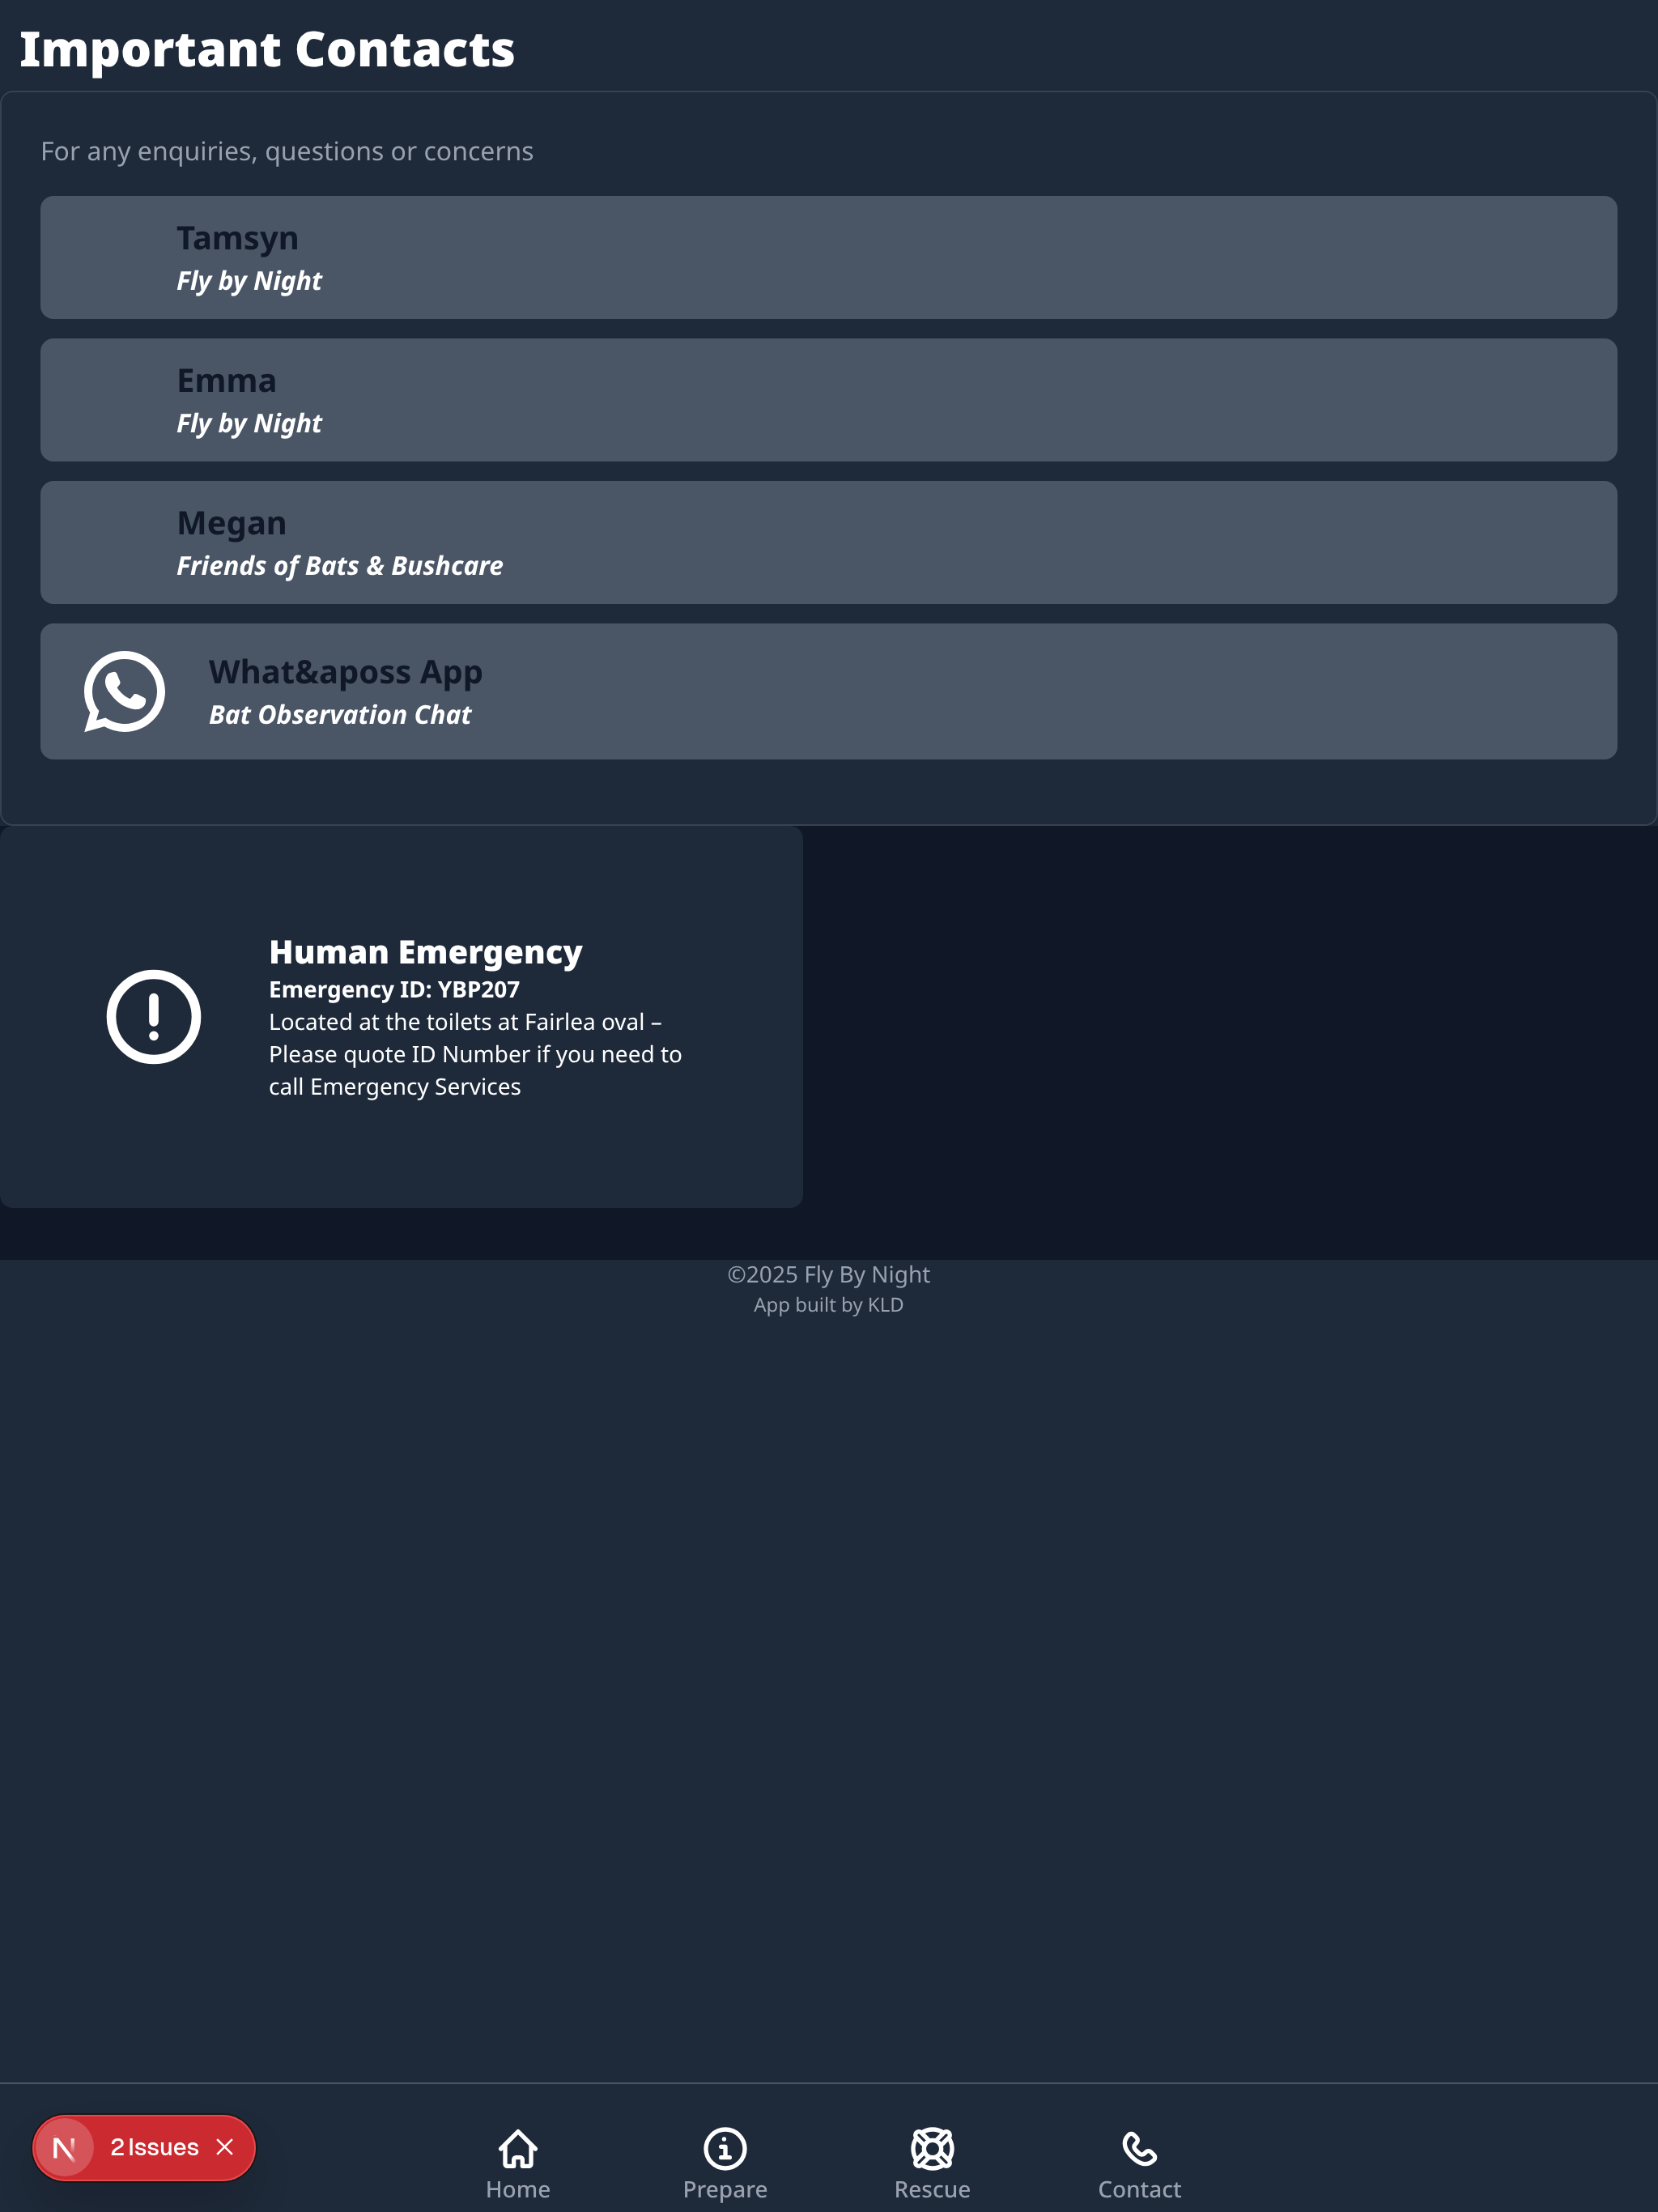 Important Contacts
For any enquiries, questions or concerns
Tamsyn
Fly by Night
Emma
Fly by Night
Megan
Friends of Bats & Bushcare
What&aposs App
Bat Observation Chat
Human Emergency
Emergency ID: YBP207
Located at the toilets at Fairlea oval –
Please quote ID Number if you need to
call Emergency Services
©2025 Fly By Night
App built by KLD
N 2 Issues
Home Prepare Rescue Contact